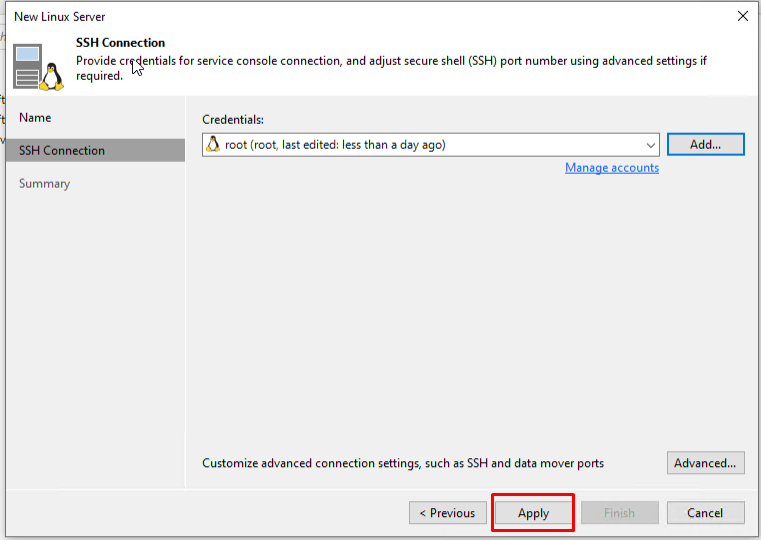 New Linux Server
SSH Connection
Provide credentials for service console connection, and adjust secure shell (SSH) port number using advanced settings if
required.
Name
SSH Connection
Summary
Credentials:
root (root, last edited: less than a day ago)
Add...
Manage accounts
Customize advanced connection settings, such as SSH and data mover ports
Advanced...
< Previous
Apply
Finish
Cancel